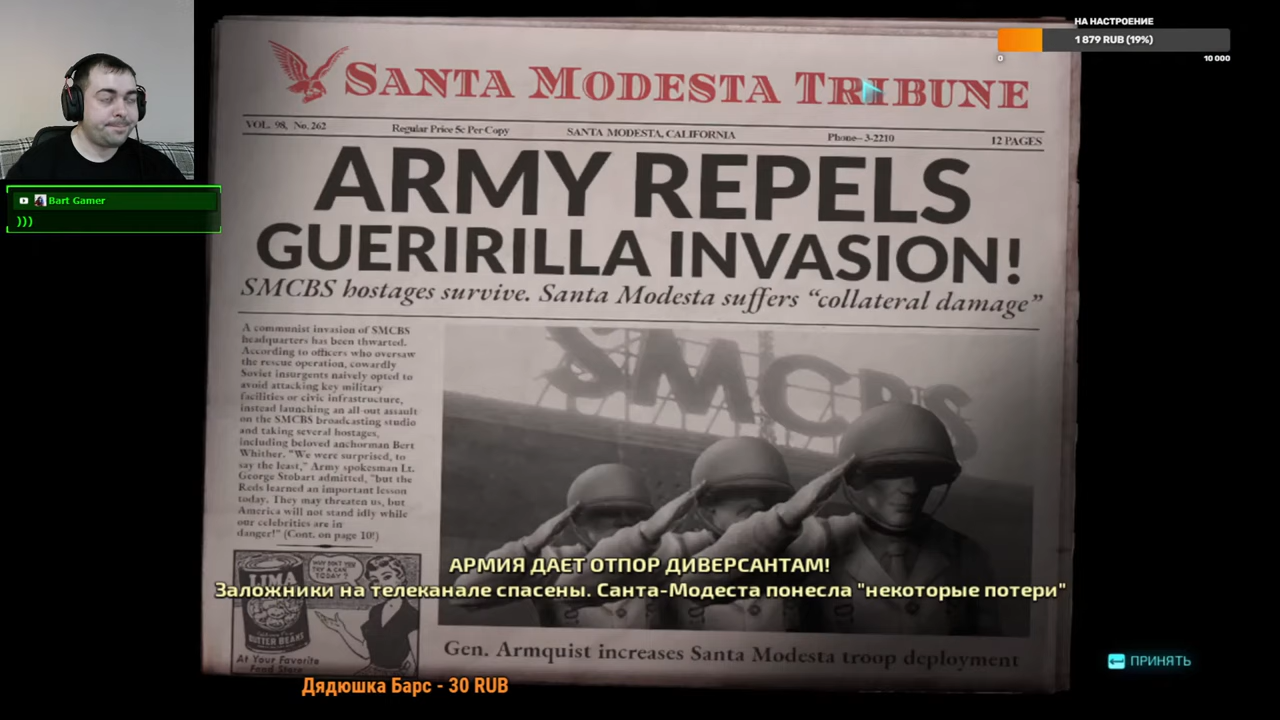 НА НАСТРОЕНИЕ
1 879 RUB (19%)
0
10 000
Bart Gamer
)))
SANTA MODESTA TRIBUNE
VOL. 98, No. 262
Regular Price 5c Per Copy
SANTA MODESTA, CALIFORNIA
Phone- 3-2210
12 PAGES
ARMY REPELS
GUERIRILLA INVASION!
SMCBS hostages survive. Santa Modesta suffers “collateral damage”
A communist invasion of SMCBS
headquarters has been thwarted.
According to officers who oversaw
the rescue operation, cowardly
Soviet insurgents naively opted to
avoid attacking key military
facilities or civic infrastructure,
instead launching an all-out assault
on the SMCBS broadcasting studio
and taking several hostages,
including beloved anchorman Bert
Whither. "We were surprised, to
say the least," Army spokesman Lt.
George Stobart admitted, "but the
Reds learned an important lesson
today. They may threaten us, but
America will not stand idly while
our celebrities are in
danger!" (Cont. on page 10!)
SMCBS
WHY DON'T YOU
TRY A CAN
TODAY?
LIMA
BUTTER BEANS
At Your Favorite
Food Store
АРМИЯ ДАЕТ ОТПОР ДИВЕРСАНТАМ!
Заложники на телеканале спасены. Санта-Модеста понесла "некоторые потери"
Gen. Armquist increases Santa Modesta troop deployment
ПРИНЯТЬ
Дядюшка Барс - 30 RUB